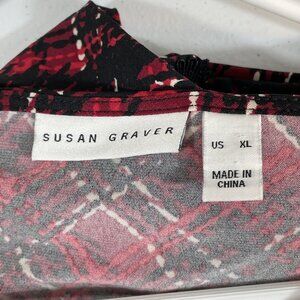 SUSAN GRAVER
US XL
MADE IN
CHINA